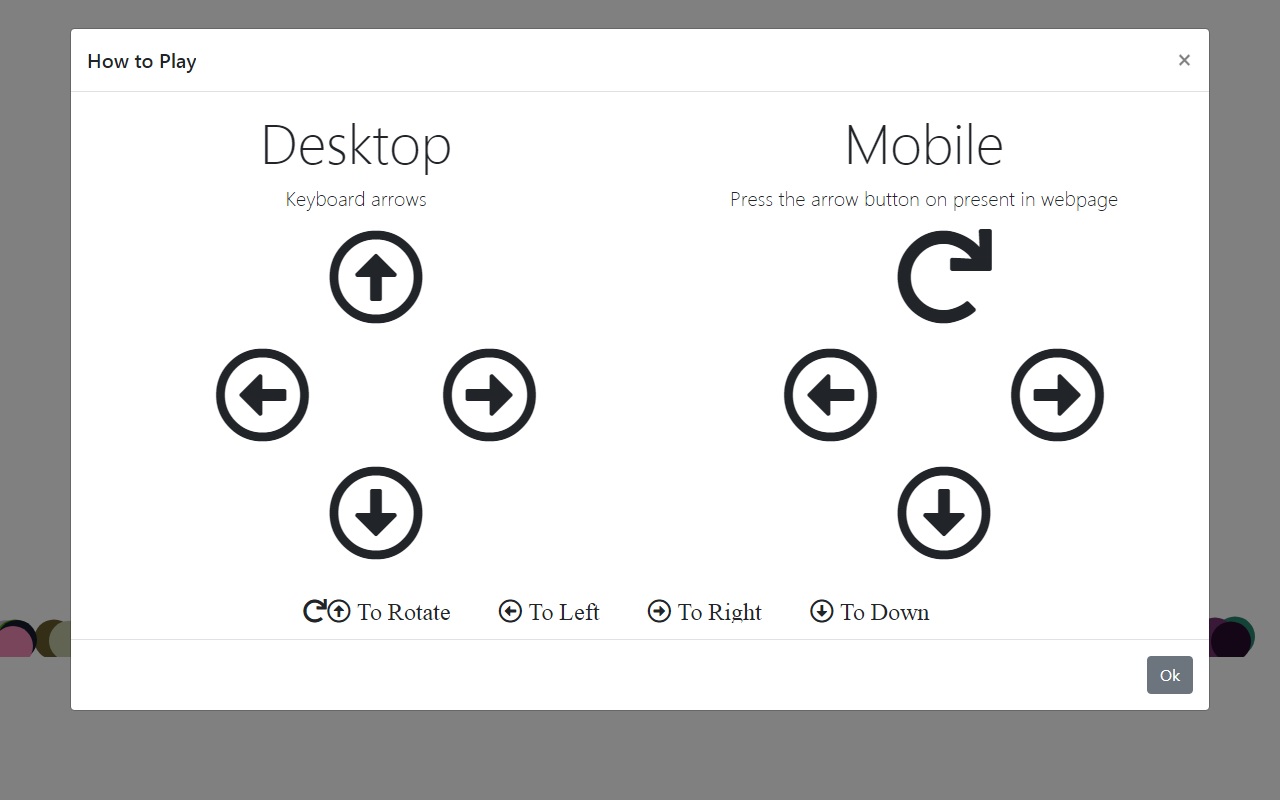 How to Play
×
Desktop
Keyboard arrows
Mobile
Press the arrow button on present in webpage
To Rotate To Left To Right To Down
Ok